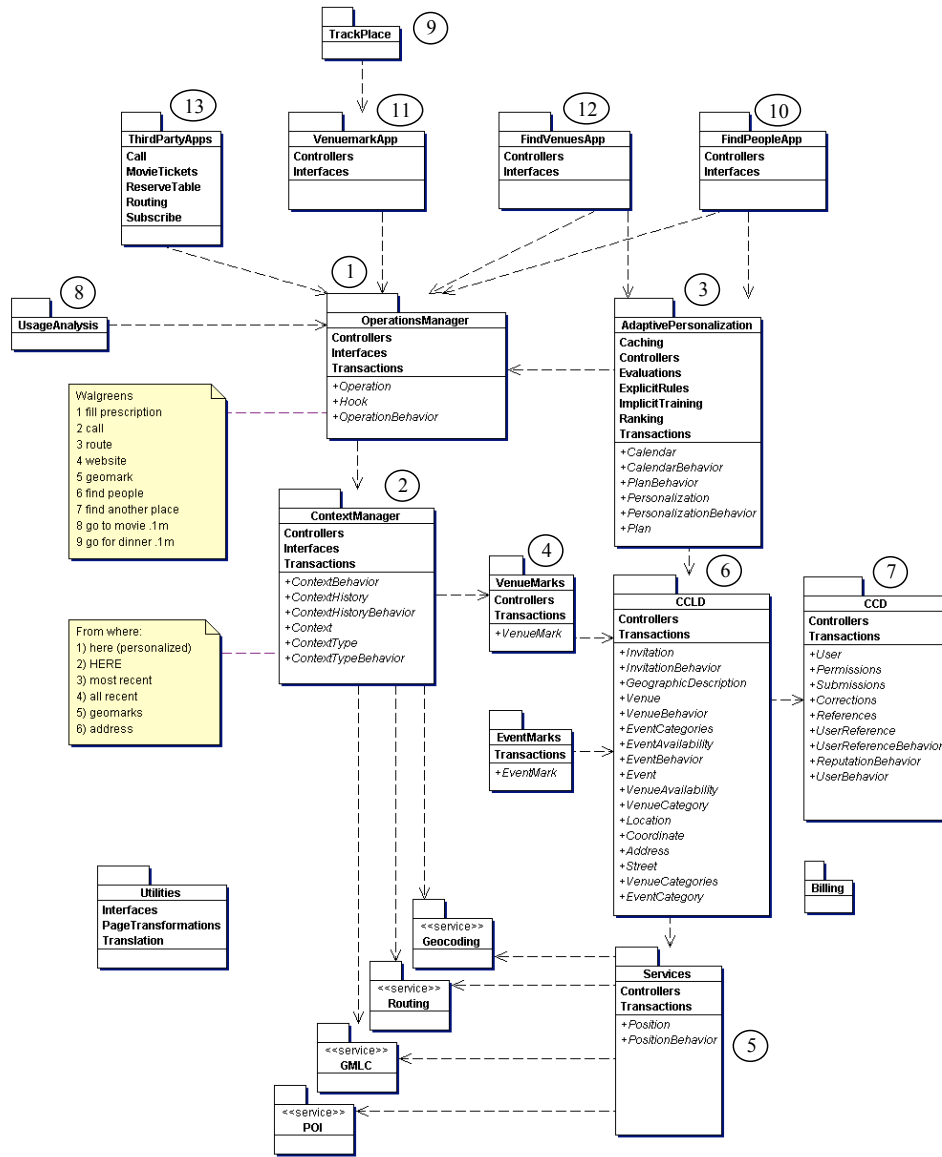 TrackPlace
9
13
ThirdPartyApps
Call
MovieTickets
ReserveTable
Routing
Subscribe
11
VenuemarkApp
Controllers
Interfaces
12
FindVenuesApp
Controllers
Interfaces
10
FindPeopleApp
Controllers
Interfaces
8
UsageAnalysis
1
OperationsManager
Controllers
Interfaces
Transactions
+Operation
+Hook
+OperationBehavior
3
AdaptivePersonalization
Caching
Controllers
Evaluations
ExplicitRules
ImplicitTraining
Ranking
Transactions
+Calendar
+CalendarBehavior
+PlanBehavior
+Personalization
+PersonalizationBehavior
+Plan
Walgreens
1 fill prescription
2 call
3 route
4 website
5 geomark
6 find people
7 find another place
8 go to movie .1m
9 go for dinner .1m
2
ContextManager
Controllers
Interfaces
Transactions
+ContextBehavior
+ContextHistory
+ContextHistoryBehavior
+Context
+ContextType
+ContextTypeBehavior
4
VenueMarks
Controllers
Transactions
+VenueMark
6
CCLD
Controllers
Transactions
+Invitation
+InvitationBehavior
+GeographicDescription
+Venue
+VenueBehavior
+EventCategories
+EventAvailability
+EventBehavior
+Event
+VenueAvailability
+VenueCategory
+Location
+Coordinate
+Address
+Street
+VenueCategories
+EventCategory
7
CCD
Controllers
Transactions
+User
+Permissions
+Submissions
+Corrections
+References
+UserReference
+UserReferenceBehavior
+ReputationBehavior
+UserBehavior
From where:
1) here (personalized)
2) HERE
3) most recent
4) all recent
5) geomarks
6) address
EventMarks
Transactions
+EventMark
Utilities
Interfaces
PageTransformations
Translation
Billing
<<service>>
Geocoding
<<service>>
Routing
<<service>>
GMLC
<<service>>
POI
Services
Controllers
Transactions
+Position
+PositionBehavior
5